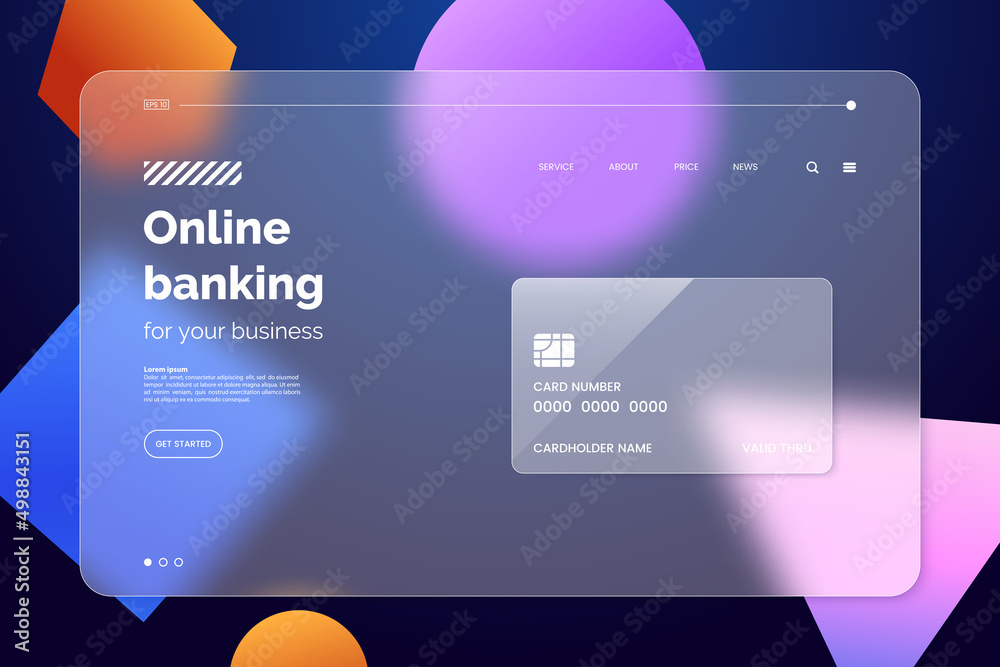 EPS 10
SERVICE ABOUT PRICE NEWS
Online
banking
for your business
Lorem ipsum
Dolor sit amet, consectetur adipiscing elit, sed do eiusmod
tempor incididunt ut labore et dolore magna aliqua. Ut
enim ad minim veniam, quis nostrud exercitation ullamco
laboris nisi ut aliquip ex ea commodo consequat.
GET STARTED
CARD NUMBER
0000 0000 0000
CARDHOLDER NAME VALID THRU
Adobe Stock | #498843151